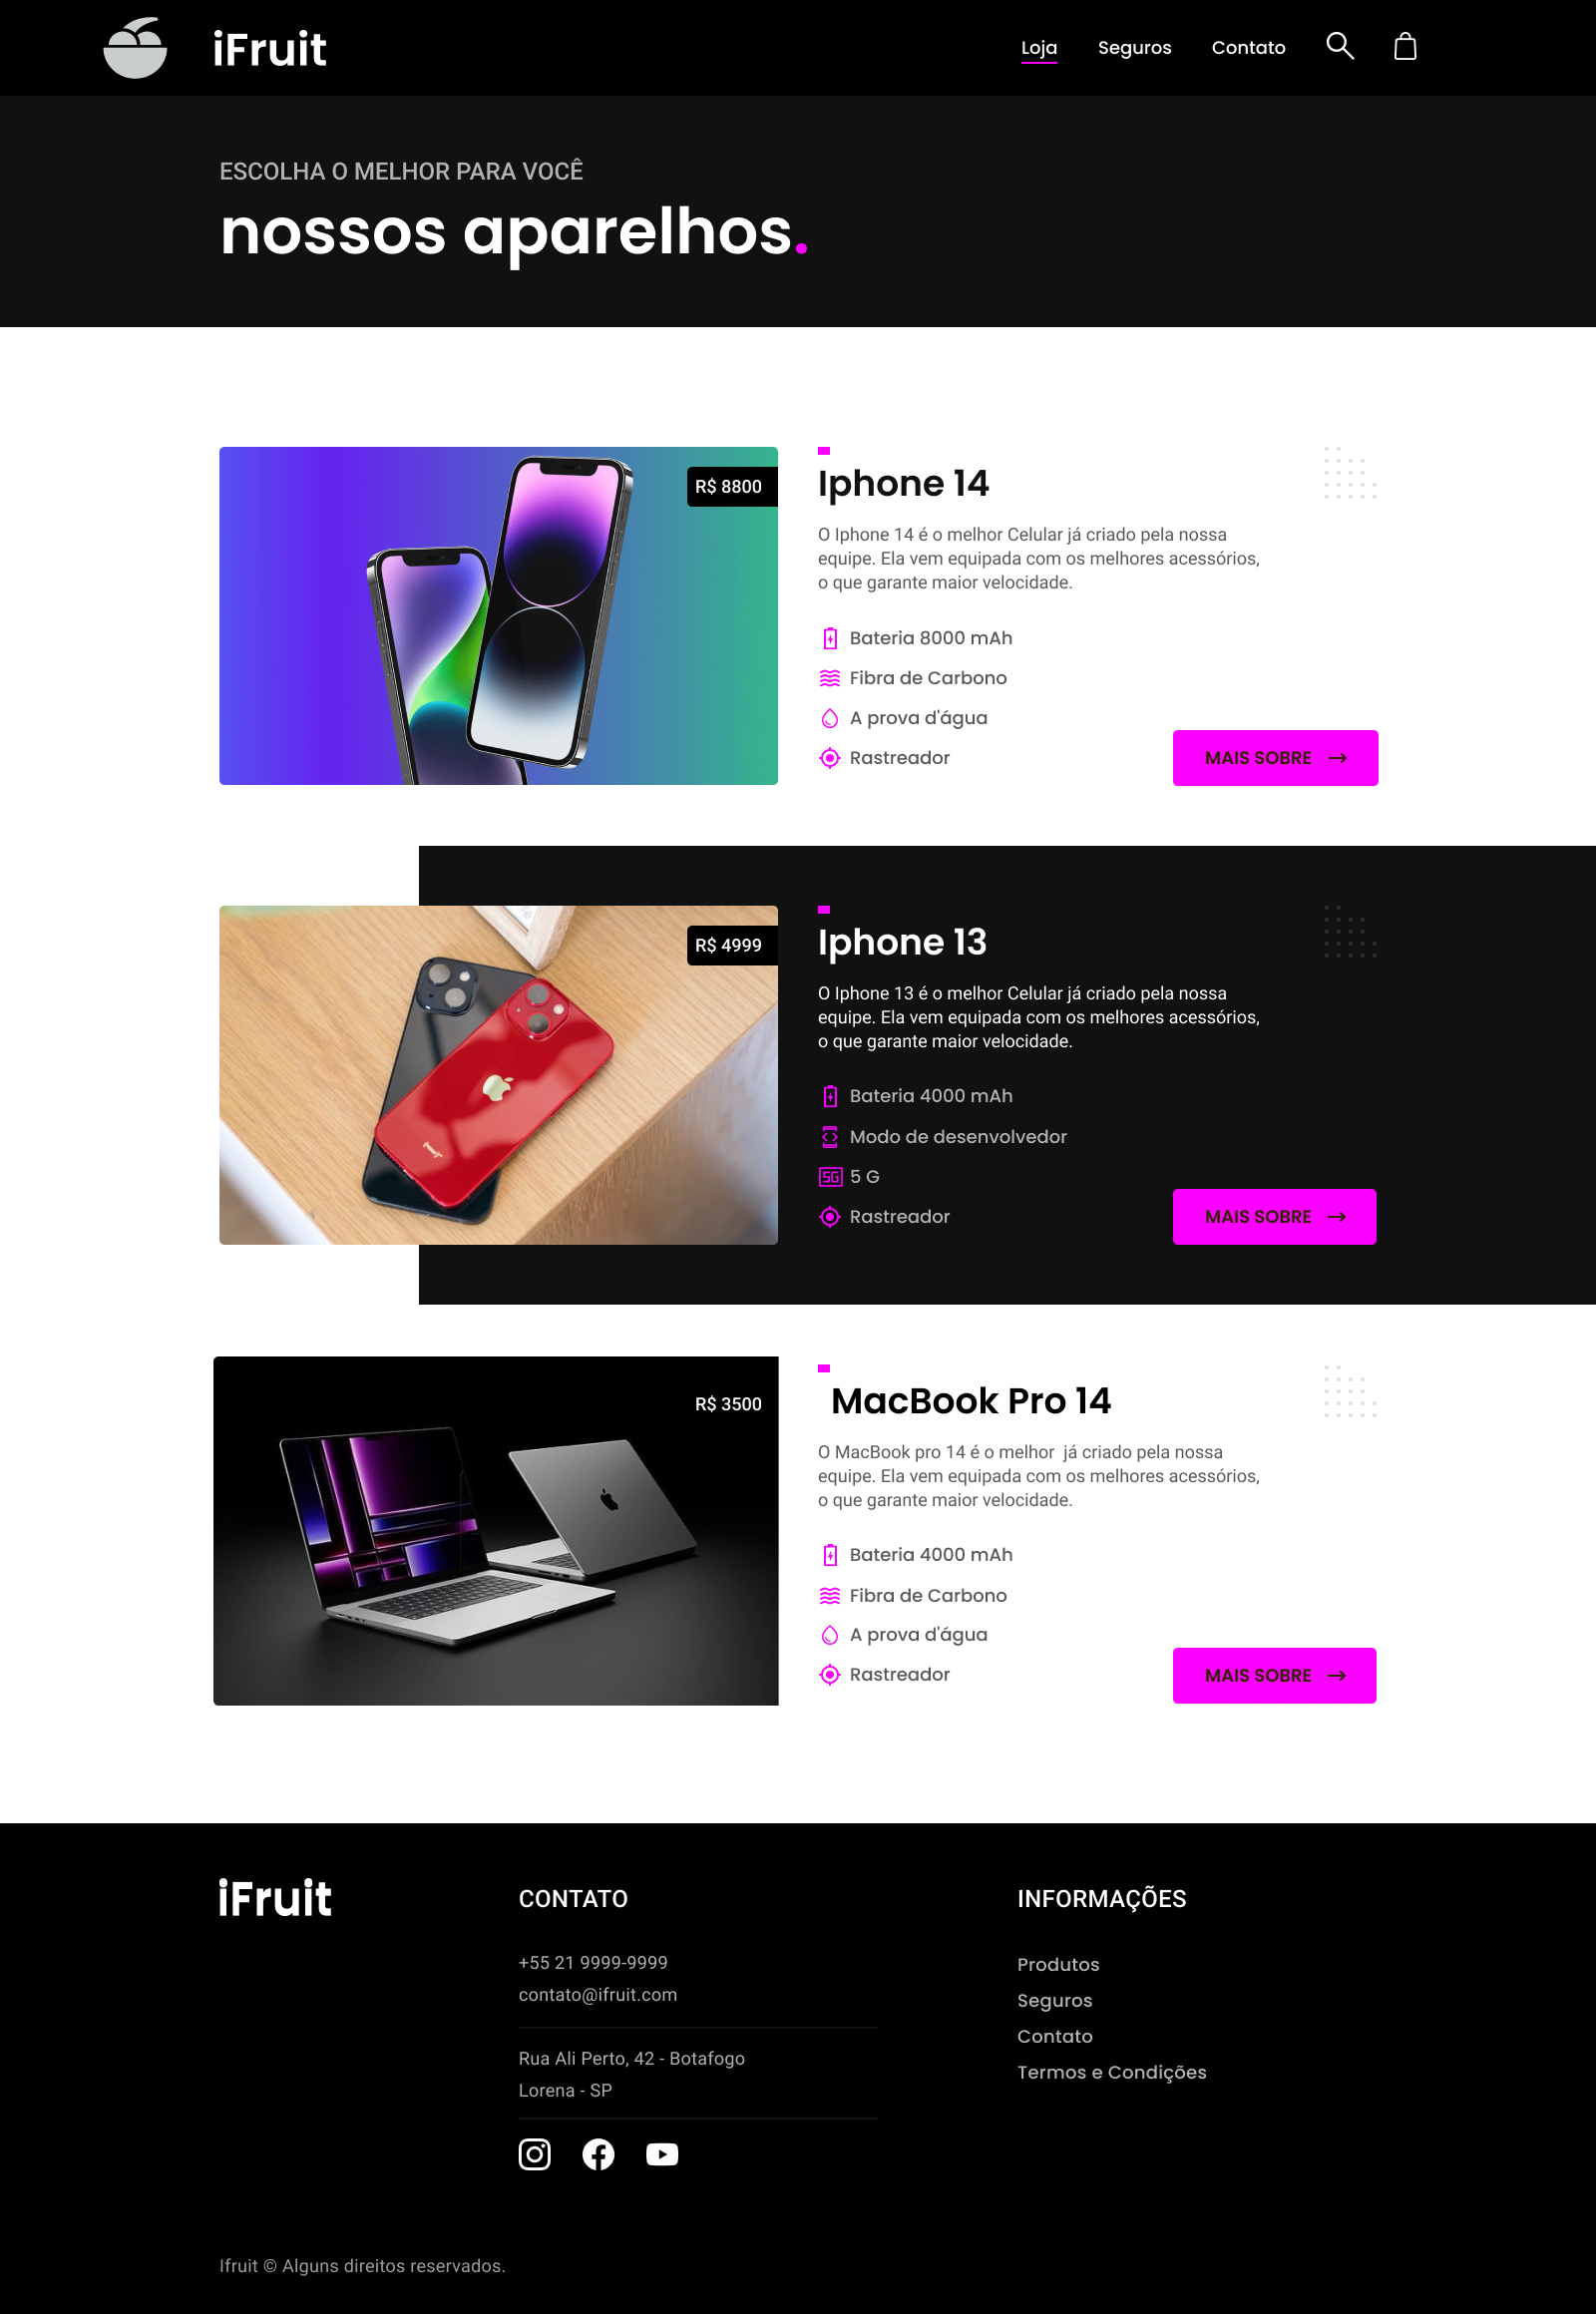 iFruit
Loja
Seguros
Contato
ESCOLHA O MELHOR PARA VOCÊ
nossos aparelhos.
R$ 8800
Iphone 14
O Iphone 14 é o melhor Celular já criado pela nossa
equipe. Ela vem equipada com os melhores acessórios,
o que garante maior velocidade.
Bateria 8000 mAh
Fibra de Carbono
A prova d'água
Rastreador
MAIS SOBRE
R$ 4999
Iphone 13
O Iphone 13 é o melhor Celular já criado pela nossa
equipe. Ela vem equipada com os melhores acessórios,
o que garante maior velocidade.
Bateria 4000 mAh
Modo de desenvolvedor
5G
5 G
Rastreador
MAIS SOBRE
R$ 3500
MacBook Pro 14
O MacBook pro 14 é o melhor  já criado pela nossa
equipe. Ela vem equipada com os melhores acessórios,
o que garante maior velocidade.
Bateria 4000 mAh
Fibra de Carbono
A prova d'água
Rastreador
MAIS SOBRE
iFruit
CONTATO
+55 21 9999-9999
contato@ifruit.com
Rua Ali Perto, 42 - Botafogo
Lorena - SP
INFORMAÇÕES
Produtos
Seguros
Contato
Termos e Condições
Ifruit © Alguns direitos reservados.